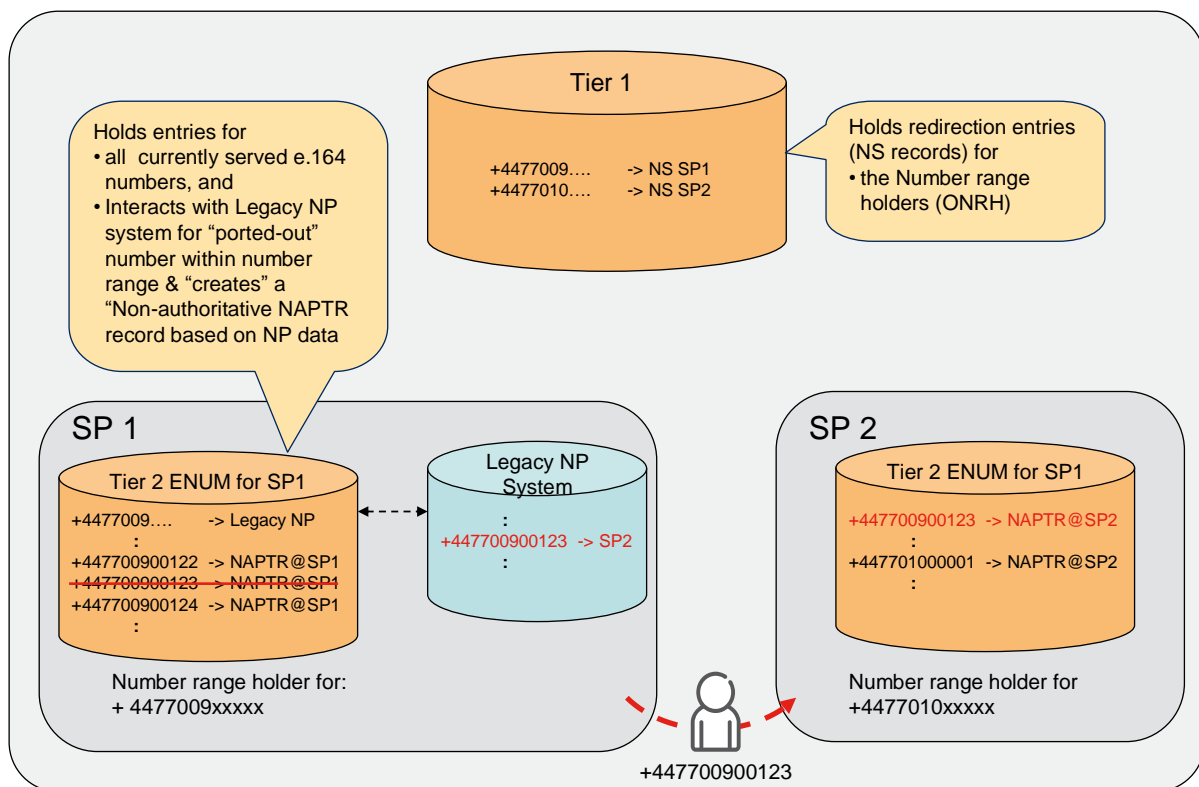 Tier 1
+4477009…. -> NS SP1
+4477010…. -> NS SP2
Holds entries for
• all currently served e.164
numbers, and
• Interacts with Legacy NP
system for “ported-out”
number within number
range & “creates” a
“Non-authoritative NAPTR
record based on NP data
Holds redirection entries
(NS records) for
• the Number range
holders (ONRH)
SP 1
Tier 2 ENUM for SP1
+4477009…. -> Legacy NP
:
+447700900122 -> NAPTR@SP1
+447700900123 -> NAPTR@SP1
+447700900124 -> NAPTR@SP1
:
Legacy NP
System
:
+447700900123 -> SP2
:
Number range holder for:
+ 4477009xxxxx
SP 2
Tier 2 ENUM for SP1
+447700900123 -> NAPTR@SP2
:
+447701000001 -> NAPTR@SP2
:
Number range holder for
+4477010xxxxx
+447700900123